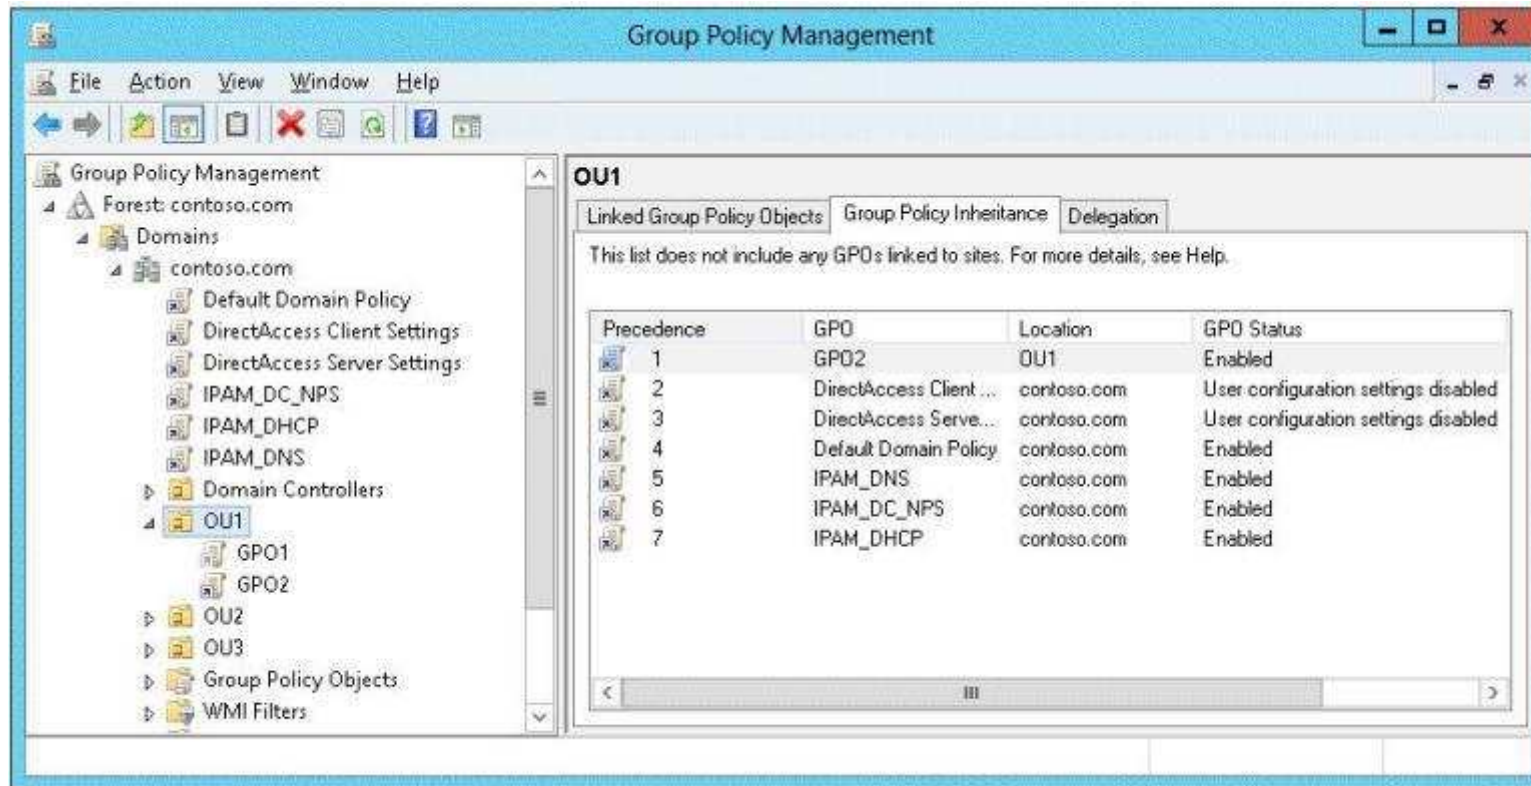 Group Policy Management
File Action View Window Help
Group Policy Management
Forest: contoso.com
Domains
contoso.com
Default Domain Policy
DirectAccess Client Settings
DirectAccess Server Settings
IPAM_DC_NPS
IPAM_DHCP
IPAM_DNS
Domain Controllers
OU1
GPO1
GPO2
OU2
OU3
Group Policy Objects
WMI Filters
OU1
Linked Group Policy Objects Group Policy Inheritance Delegation
This list does not include any GPOs linked to sites. For more details, see Help.
Precedence GPO Location GPO Status
1 GPO2 OU1 Enabled
2 DirectAccess Client ... contoso.com User configuration settings disabled
3 DirectAccess Serve... contoso.com User configuration settings disabled
4 Default Domain Policy contoso.com Enabled
5 IPAM_DNS contoso.com Enabled
6 IPAM_DC_NPS contoso.com Enabled
7 IPAM_DHCP contoso.com Enabled